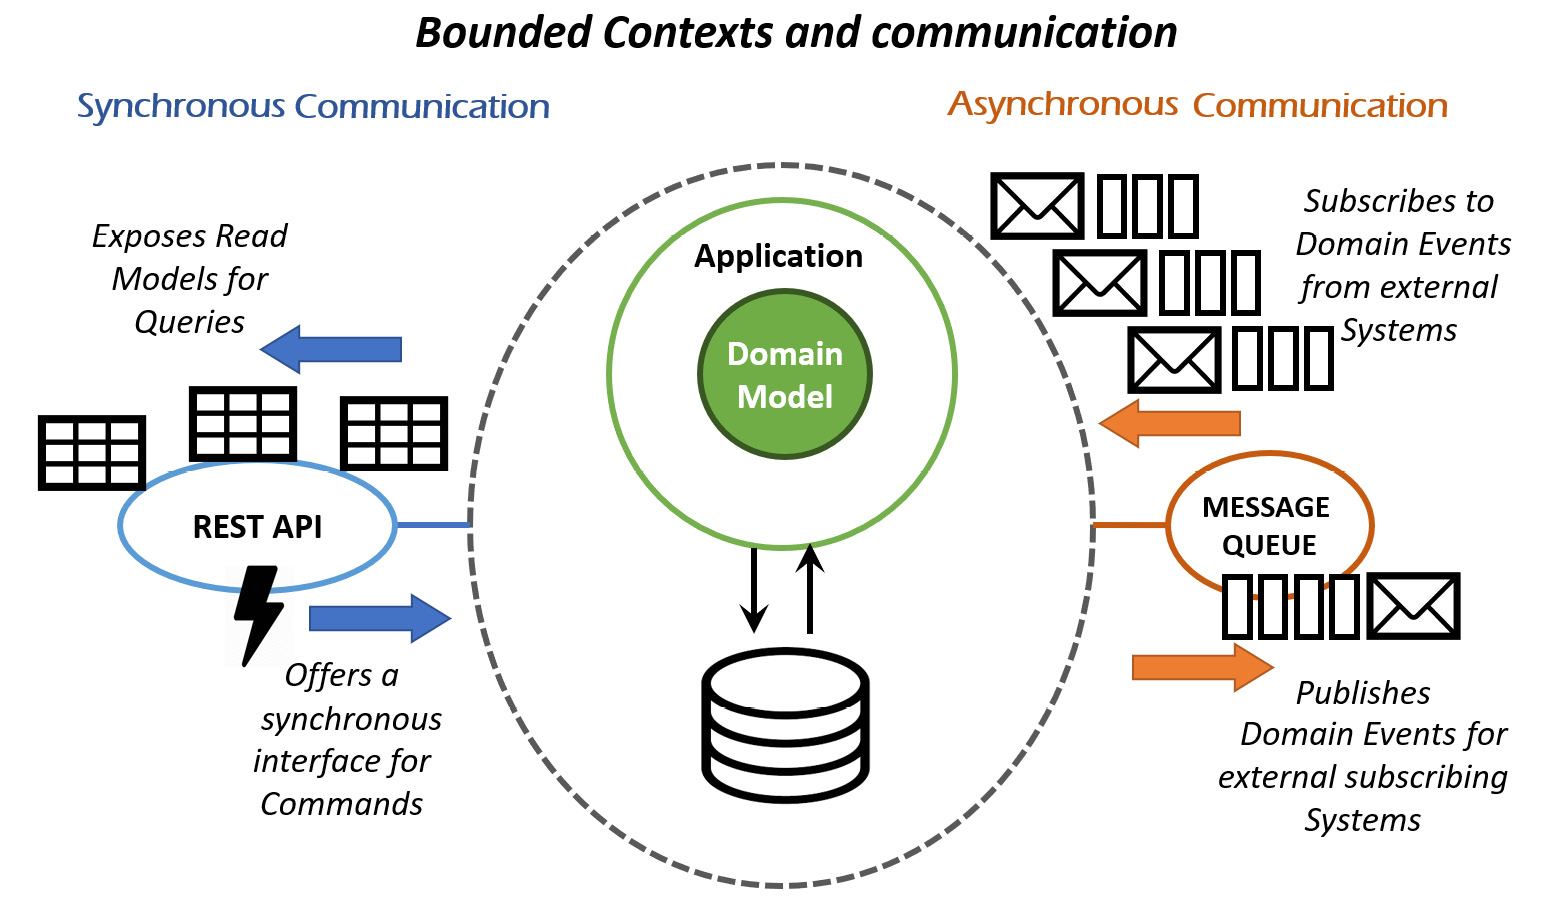 Bounded Contexts and communication
Synchronous Communication
Asynchronous Communication
Exposes Read
Models for
Queries
REST API
Offers a
synchronous
interface for
Commands
Application
Domain
Model
Subscribes to
Domain Events
from external
Systems
MESSAGE
QUEUE
Publishes
Domain Events for
external subscribing
Systems